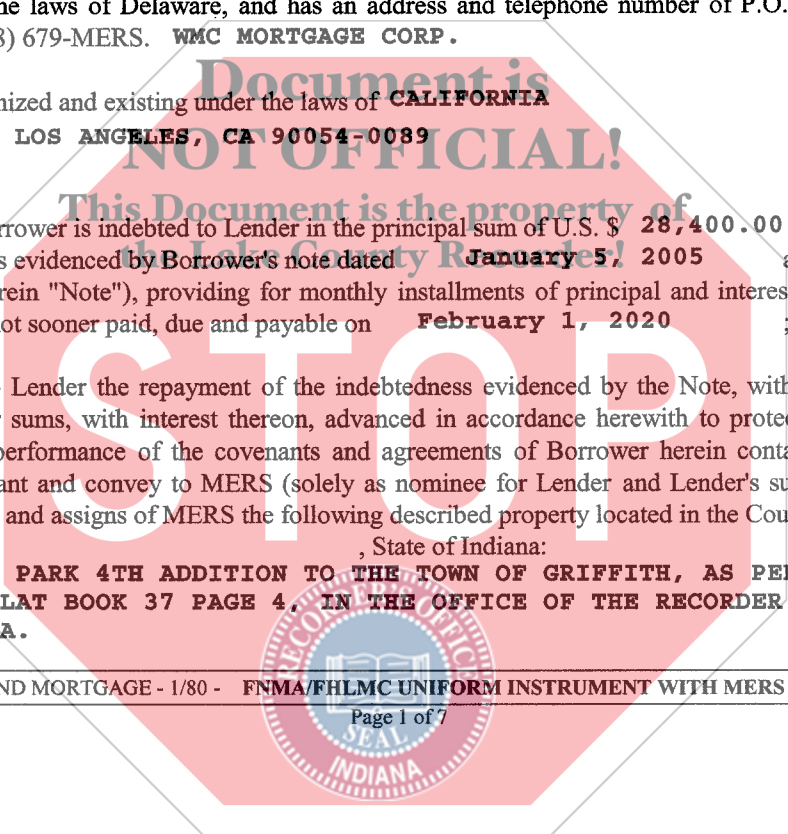 he laws of Delaware, and has an address and telephone number of P.O.
8) 679-MERS. WMC MORTGAGE CORP.
Document is
nized and existing under the laws of CALIFORNIA
LOS ANGELES, CA 90054-0089
NOT OFFICIAL!
This Document is the property of
rrower is indebted to Lender in the principal sum of U.S. $ 28,400.00
the Lake County Recorder!
s evidenced by Borrower's note dated January 5, 2005
rein "Note"), providing for monthly installments of principal and interes
ot sooner paid, due and payable on February 1, 2020 ;
STOP
Lender the repayment of the indebtedness evidenced by the Note, with
sums, with interest thereon, advanced in accordance herewith to prote
performance of the covenants and agreements of Borrower herein conta
ant and convey to MERS (solely as nominee for Lender and Lender's su
and assigns of MERS the following described property located in the Cou
, State of Indiana:
PARK 4TH ADDITION TO THE TOWN OF GRIFFITH, AS PE
LAT BOOK 37 PAGE 4, IN THE OFFICE OF THE RECORDER
A.
RECORDER'S OFFICE
ND MORTGAGE - 1/80 - FNMA/FHLMC UNIFORM INSTRUMENT WITH MERS
Page 1 of 7
SEAL
INDIANA